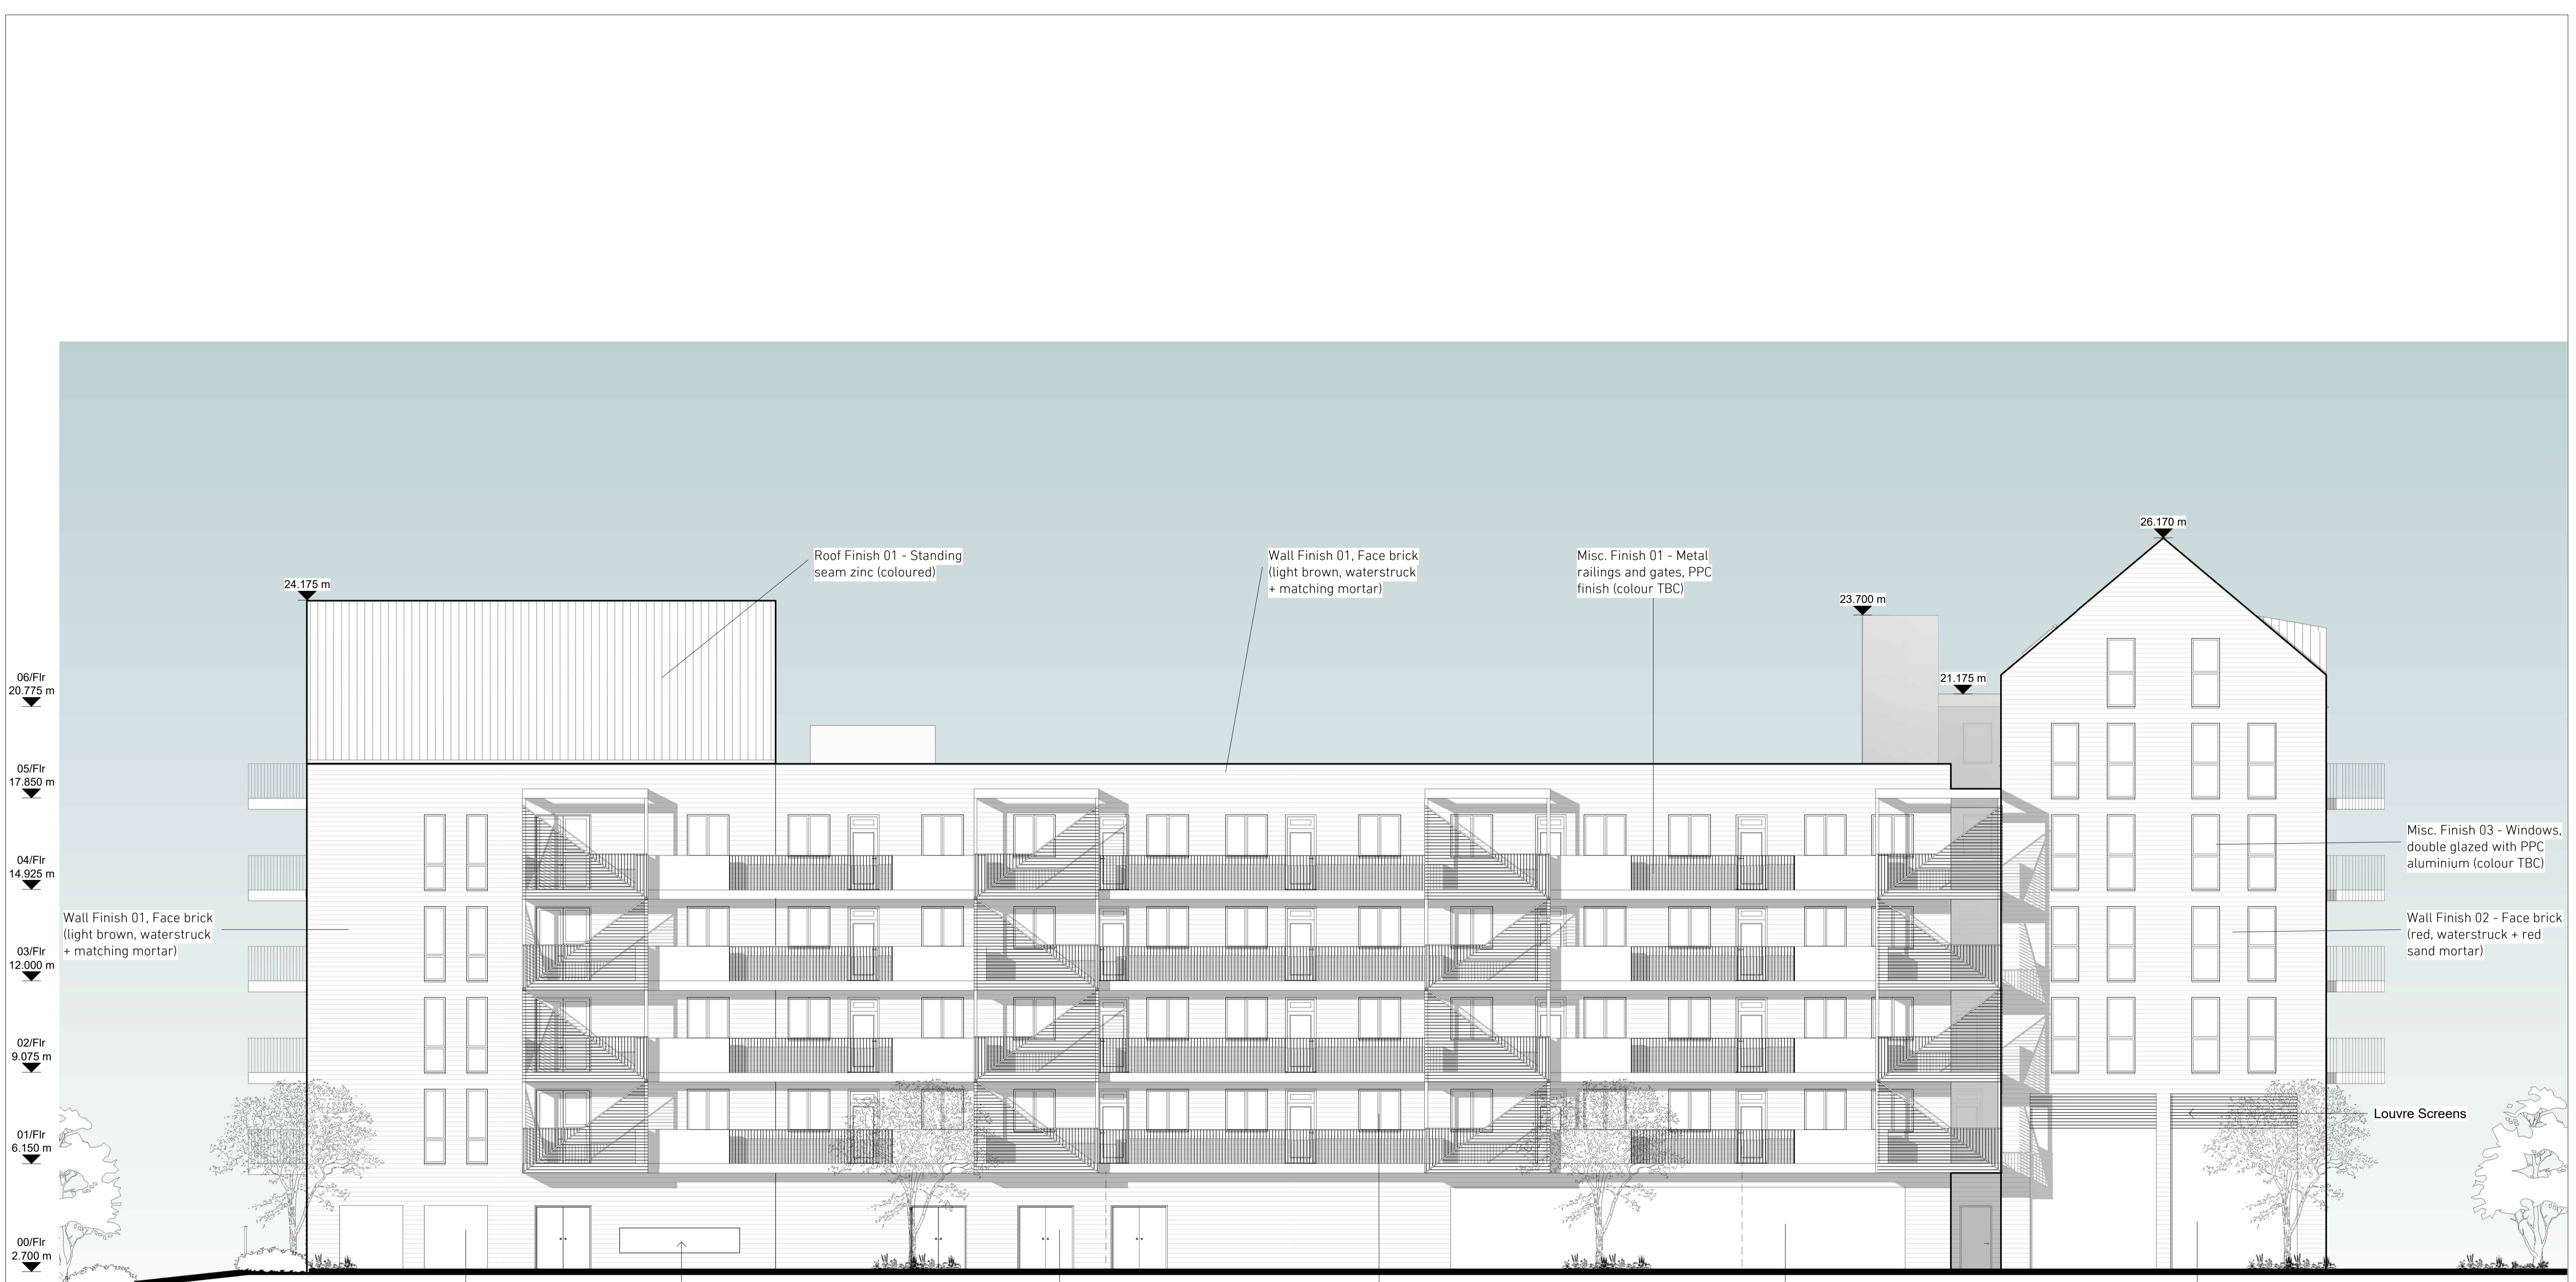 26.170 m
Roof Finish 01 - Standing
seam zinc (coloured)
Wall Finish 01, Face brick
(light brown, waterstruck
+ matching mortar)
Misc. Finish 01 - Metal
railings and gates, PPC
finish (colour TBC)
24.175 m
23.700 m
21.175 m
06/Flr
20.775 m
05/Flr
17.850 m
04/Flr
14.925 m
Misc. Finish 03 - Windows,
double glazed with PPC
aluminium (colour TBC)
Wall Finish 01, Face brick
(light brown, waterstruck
+ matching mortar)
Wall Finish 02 - Face brick
(red, waterstruck + red
sand mortar)
03/Flr
12.000 m
02/Flr
9.075 m
Louvre Screens
01/Flr
6.150 m
00/Flr
2.700 m